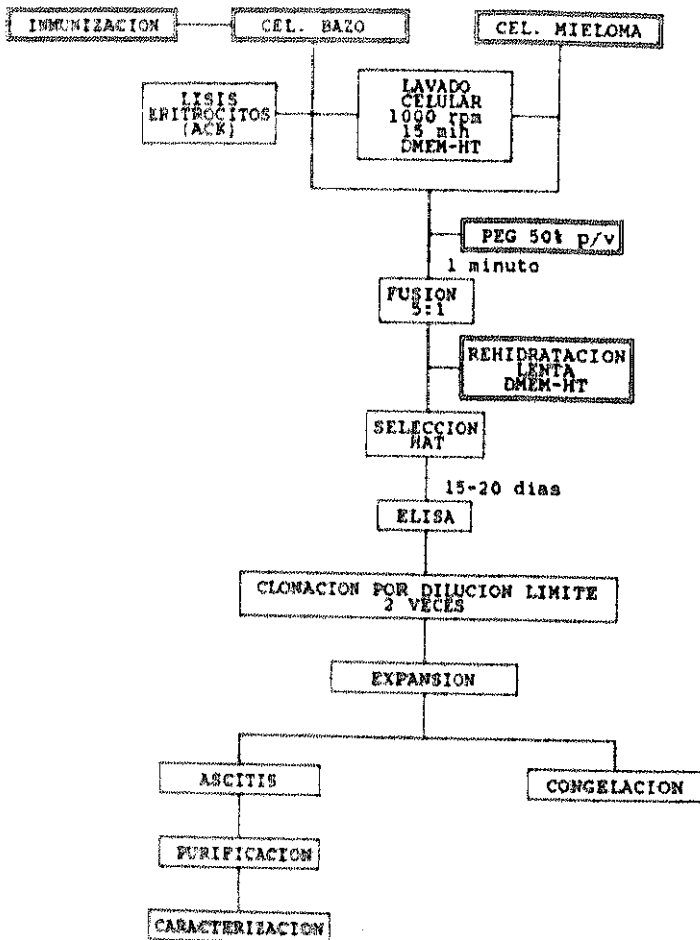 INMUNIZACION
CEL. BAZO
CEL. MIELOMA
LISIS
ERITROCITOS
(ACK)
LAVADO
CELULAR
1000 rpm
15 min
DMEM-HT
PEG 50% p/v
1 minuto
FUSION
5:1
REHIDRATACION
LENTA
DMEM-HT
SELECCION
HAT
15-20 dias
ELISA
CLONACION POR DILUCION LIMITE
2 VECES
EXPANSION
ASCITIS
CONGELACION
PURIFICACION
CARACTERIZACION